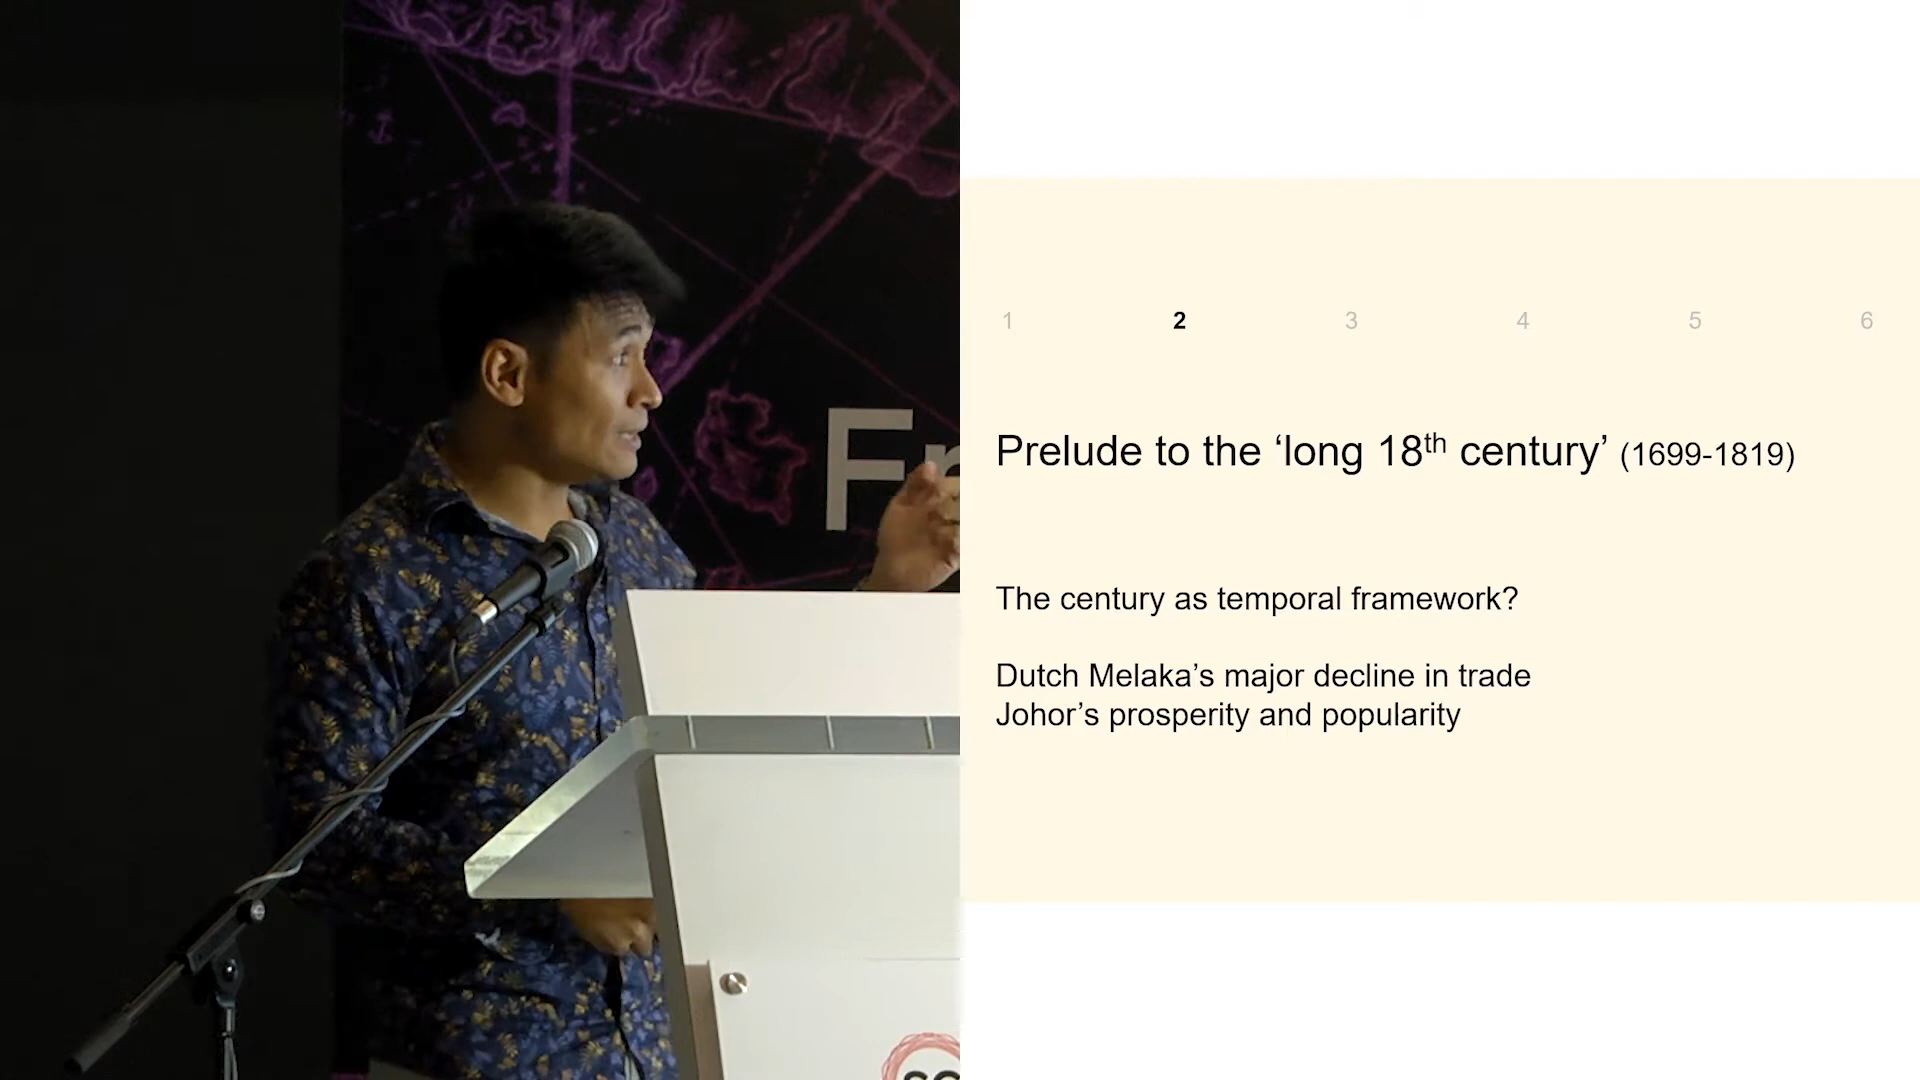 Fr
1 2 3 4 5 6
Prelude to the ‘long 18th century’ (1699-1819)
The century as temporal framework?
Dutch Melaka’s major decline in trade
Johor’s prosperity and popularity